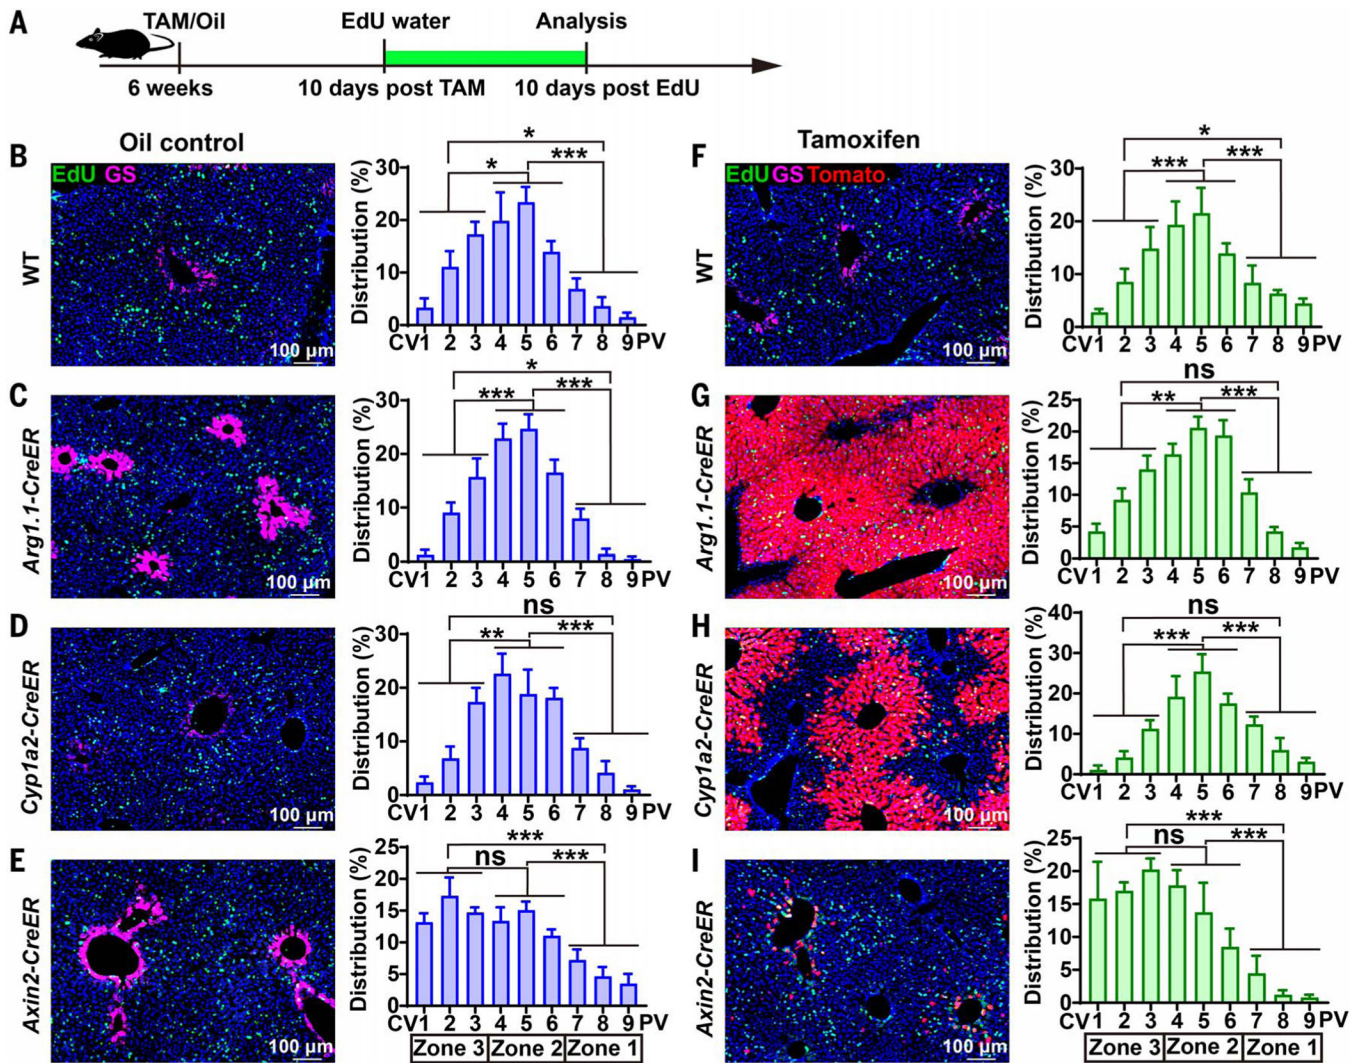 A
TAM/Oil
EdU water
Analysis
6 weeks
10 days post TAM
10 days post EdU
Oil control
Tamoxifen
B
WT
EdU GS
100 µm
Distribution (%)
30
20
10
0
CV1 2 3 4 5 6 7 8 9PV
*
*
***
F
WT
EdU GS Tomato
100 µm
Distribution (%)
30
20
10
0
CV1 2 3 4 5 6 7 8 9PV
*
***
***
C
Arg1.1-CreER
100 µm
Distribution (%)
30
20
10
0
CV1 2 3 4 5 6 7 8 9 PV
*
***
***
G
Arg1.1-CreER
100 µm
Distribution (%)
25
20
15
10
5
0
CV1 2 3 4 5 6 7 8 9 PV
ns
**
***
D
Cyp1a2-CreER
100 µm
Distribution (%)
30
20
10
0
CV1 2 3 4 5 6 7 8 9 PV
ns
**
***
H
Cyp1a2-CreER
100 µm
Distribution (%)
40
30
20
10
0
CV1 2 3 4 5 6 7 8 9PV
ns
***
***
E
Axin2-CreER
100 µm
Distribution (%)
25
20
15
10
5
0
CV1 2 3 4 5 6 7 8 9PV
Zone 3 Zone 2 Zone 1
***
ns
***
I
Axin2-CreER
100 µm
Distribution (%)
25
20
15
10
5
0
CV1 2 3 4 5 6 7 8 9 PV
Zone 3 Zone 2 Zone 1
***
ns
***